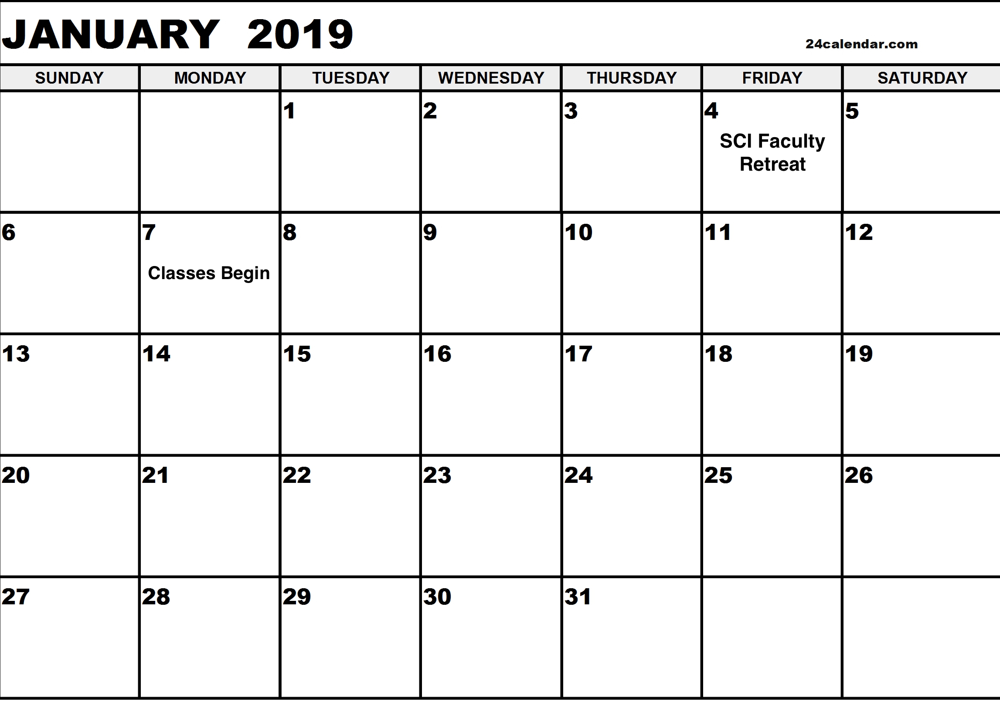 JANUARY 2019
24calendar.com
SUNDAY MONDAY TUESDAY WEDNESDAY THURSDAY FRIDAY SATURDAY
1 2 3 4 5
SCI Faculty
Retreat
6 7 8 9 10 11 12
Classes Begin
13 14 15 16 17 18 19
20 21 22 23 24 25 26
27 28 29 30 31